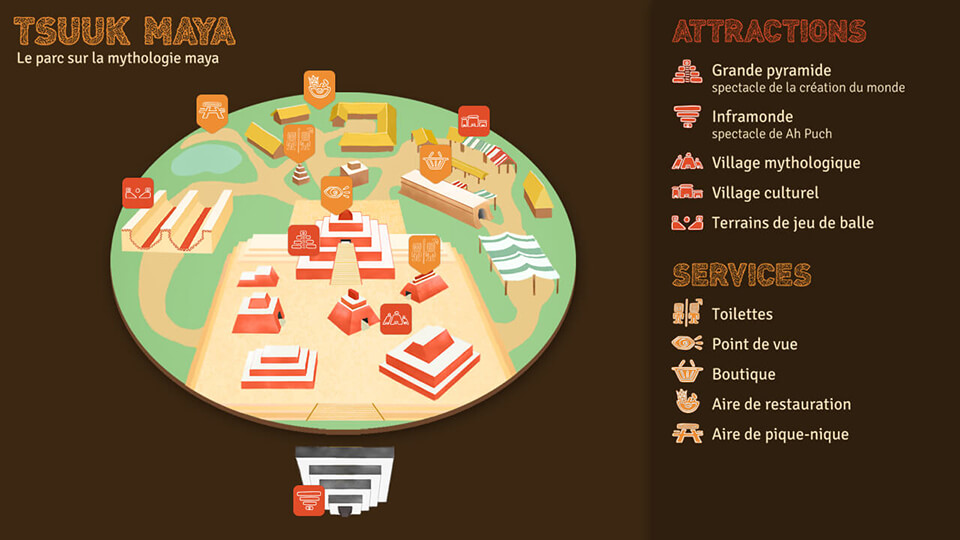 TSUUK MAYA
Le parc sur la mythologie maya
ATTRACTIONS
Grande pyramide
spectacle de la création du monde
Inframonde
spectacle de Ah Puch
Village mythologique
Village culturel
Terrains de jeu de balle
SERVICES
Toilettes
Point de vue
Boutique
Aire de restauration
Aire de pique-nique